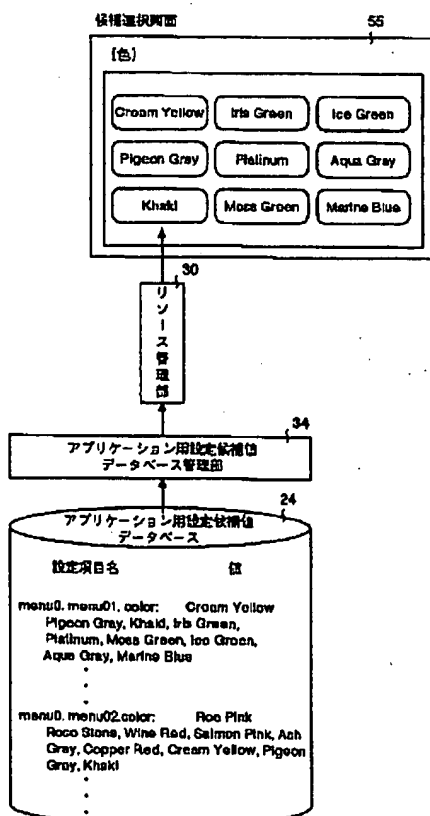 候補選択画面
55
[色]
Cream Yellow
Iris Green
Ice Green
Pigeon Gray
Platinum
Aqua Gray
Khaki
Moss Green
Marine Blue
30
リソース管理部
34
アプリケーション用設定候補値
データベース管理部
24
アプリケーション用設定候補値
データベース
設定項目名 値
menu0.menu01.color: Cream Yellow
Pigeon Gray, Khaki, Iris Green,
Platinum, Moss Green, Ice Green,
Aqua Gray, Marine Blue
menu0.menu02.color: Roo Pink
Roco Stone, Wine Red, Salmon Pink, Ash
Gray, Copper Red, Cream Yellow, Pigeon
Gray, Khaki